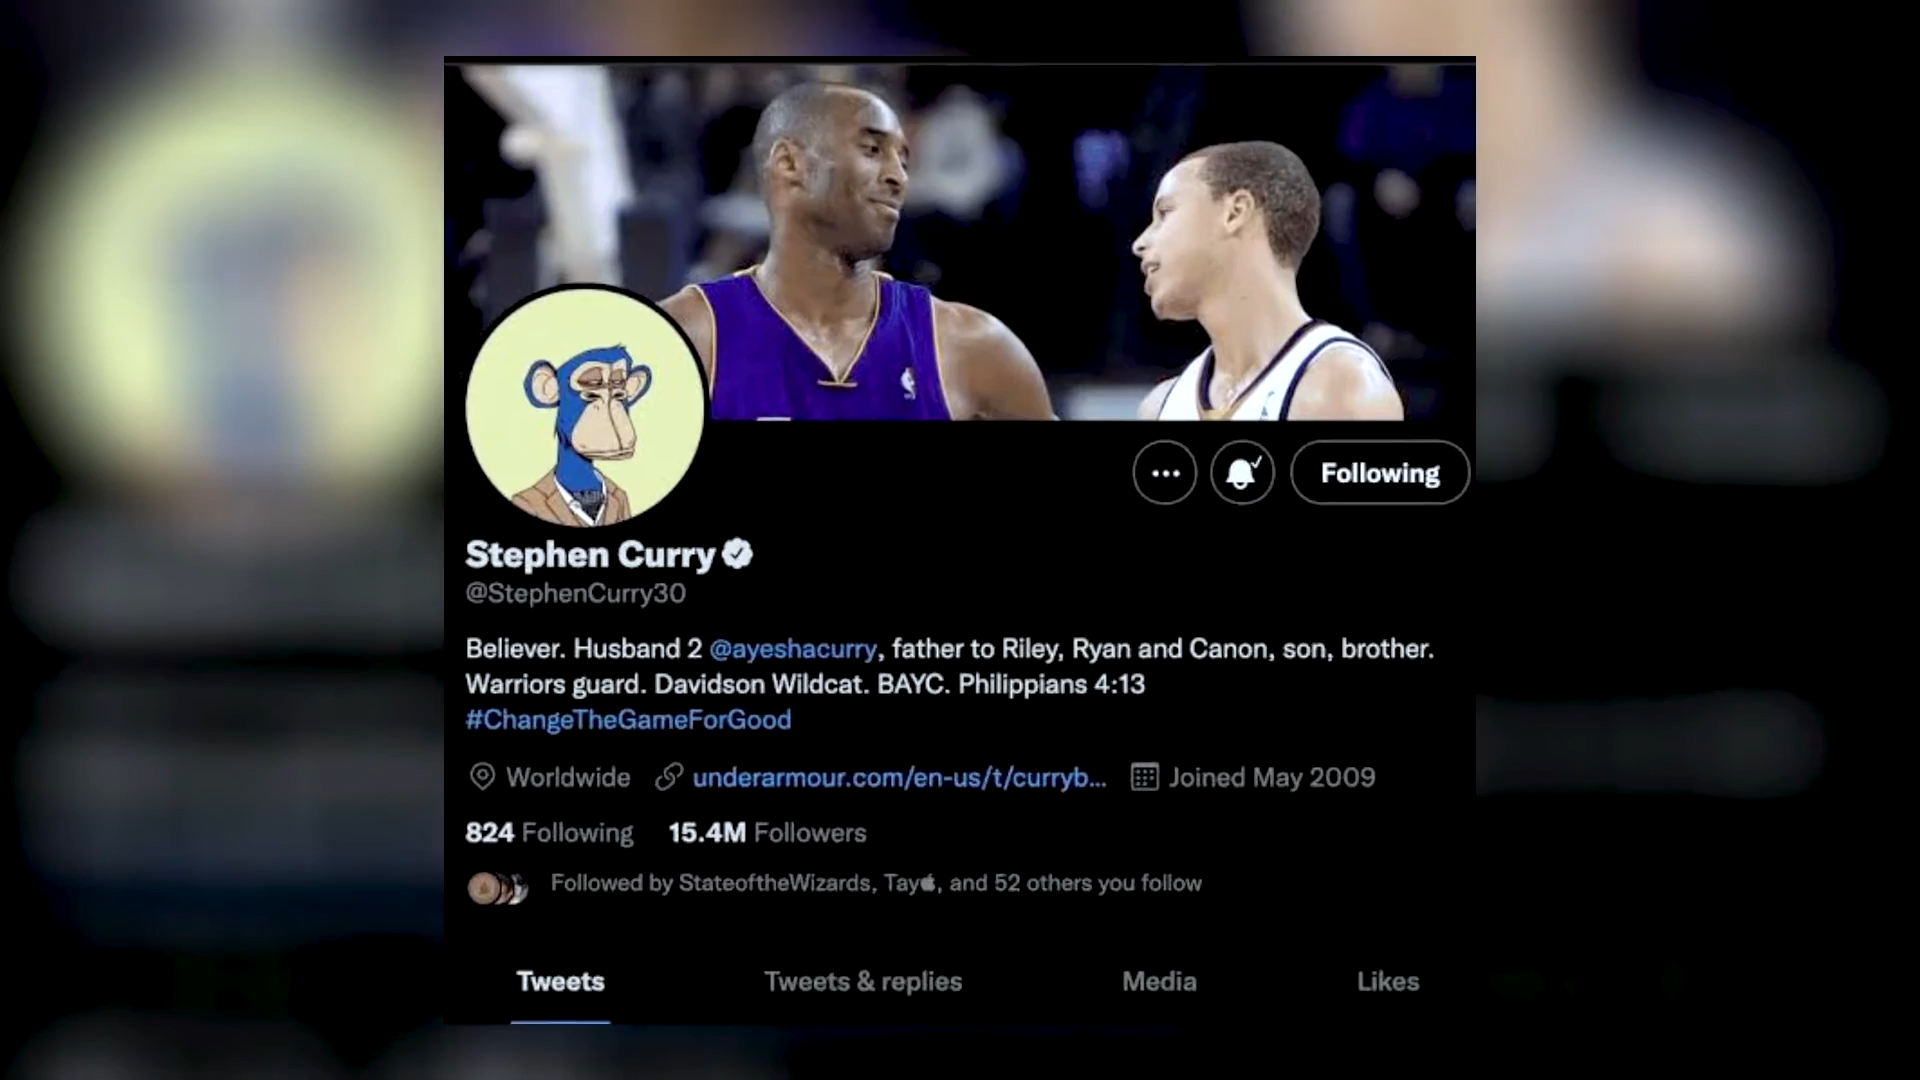 Following
Stephen Curry
@StephenCurry30
Believer. Husband 2 @ayeshacurry, father to Riley, Ryan and Canon, son, brother.
Warriors guard. Davidson Wildcat. BAYC. Philippians 4:13
#ChangeTheGameForGood
Worldwide underarmour.com/en-us/t/curryb... Joined May 2009
824 Following 15.4M Followers
Followed by StateoftheWizards, Tay, and 52 others you follow
Tweets Tweets & replies Media Likes